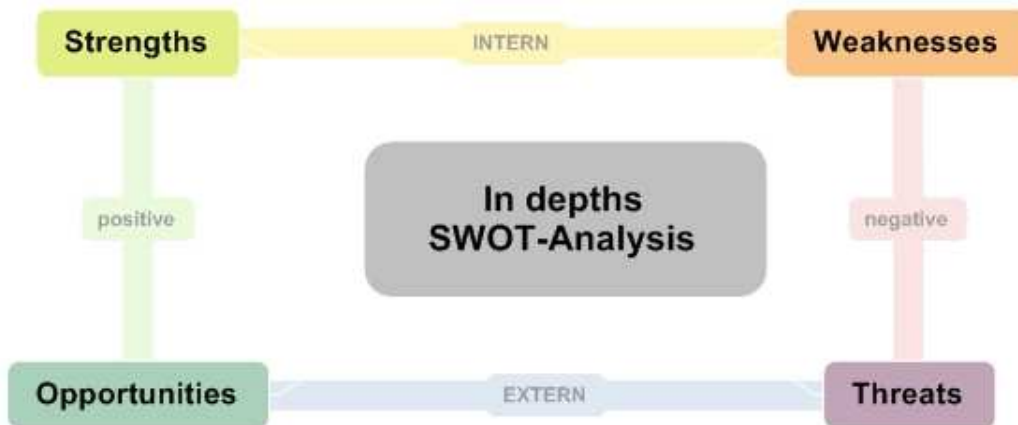 Strengths
INTERN
Weaknesses
In depths
SWOT-Analysis
positive
negative
Opportunities
EXTERN
Threats